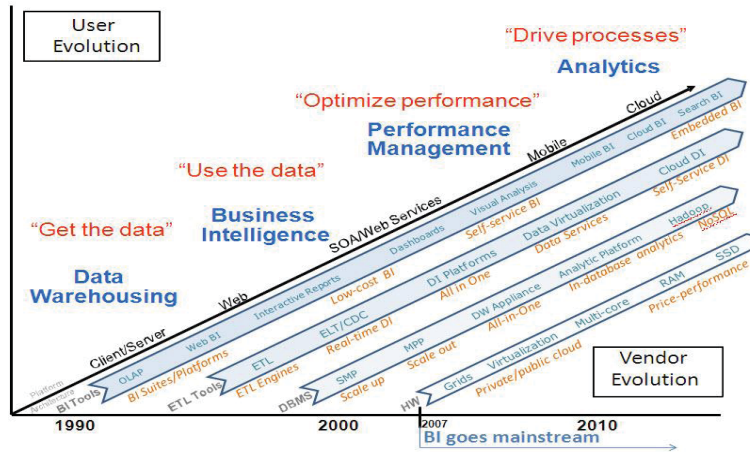 User
Evolution
“Drive processes”
Analytics
“Optimize performance”
Performance
Management
“Use the data”
Business
Intelligence
“Get the data”
Data
Warehousing
Platform
Architecture
Client/Server
Web
SOA/Web Services
Mobile
Cloud
BI Tools
OLAP
Web BI
Interactive Reports
Dashboards
Visual Analysis
Mobile BI
Cloud BI
Search BI
BI Suites/Platforms
Low-cost BI
Self-service BI
Embedded BI
ETL Tools
ETL
ELT/CDC
DI Platforms
Data Virtualization
Cloud DI
ETL Engines
Real-time DI
All in One
Data Services
Self-Service DI
DBMS
SMP
MPP
DW Appliance
Analytic Platform
Hadoop
Scale up
Scale out
All-in-One
In-database analytics
NoSQL
HW
Grids
Virtualization
Multi-core
RAM
SSD
Private/public cloud
Price-performance
Vendor
Evolution
1990
2000
2007
2010
BI goes mainstream